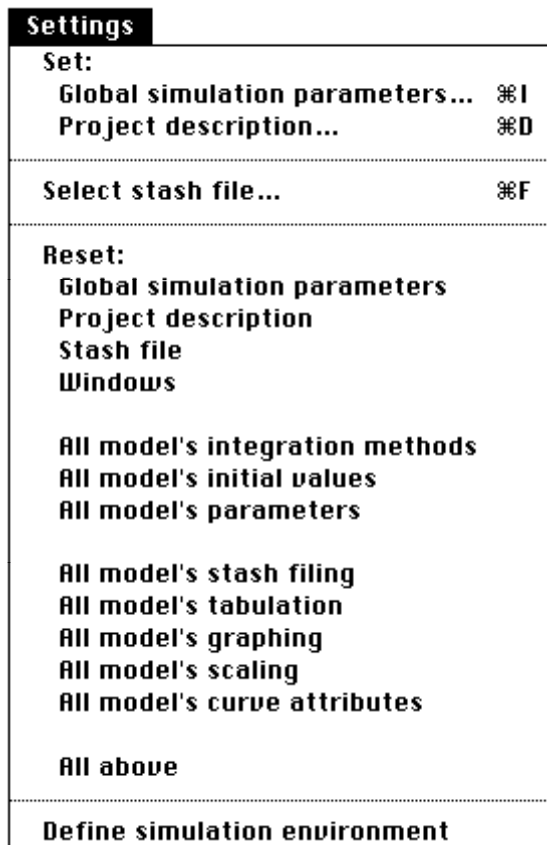 Settings
Set:
Global simulation parameters... ⌘I
Project description... ⌘D
Select stash file... ⌘F
Reset:
Global simulation parameters
Project description
Stash file
Windows
All model's integration methods
All model's initial values
All model's parameters
All model's stash filing
All model's tabulation
All model's graphing
All model's scaling
All model's curve attributes
All above
Define simulation environment